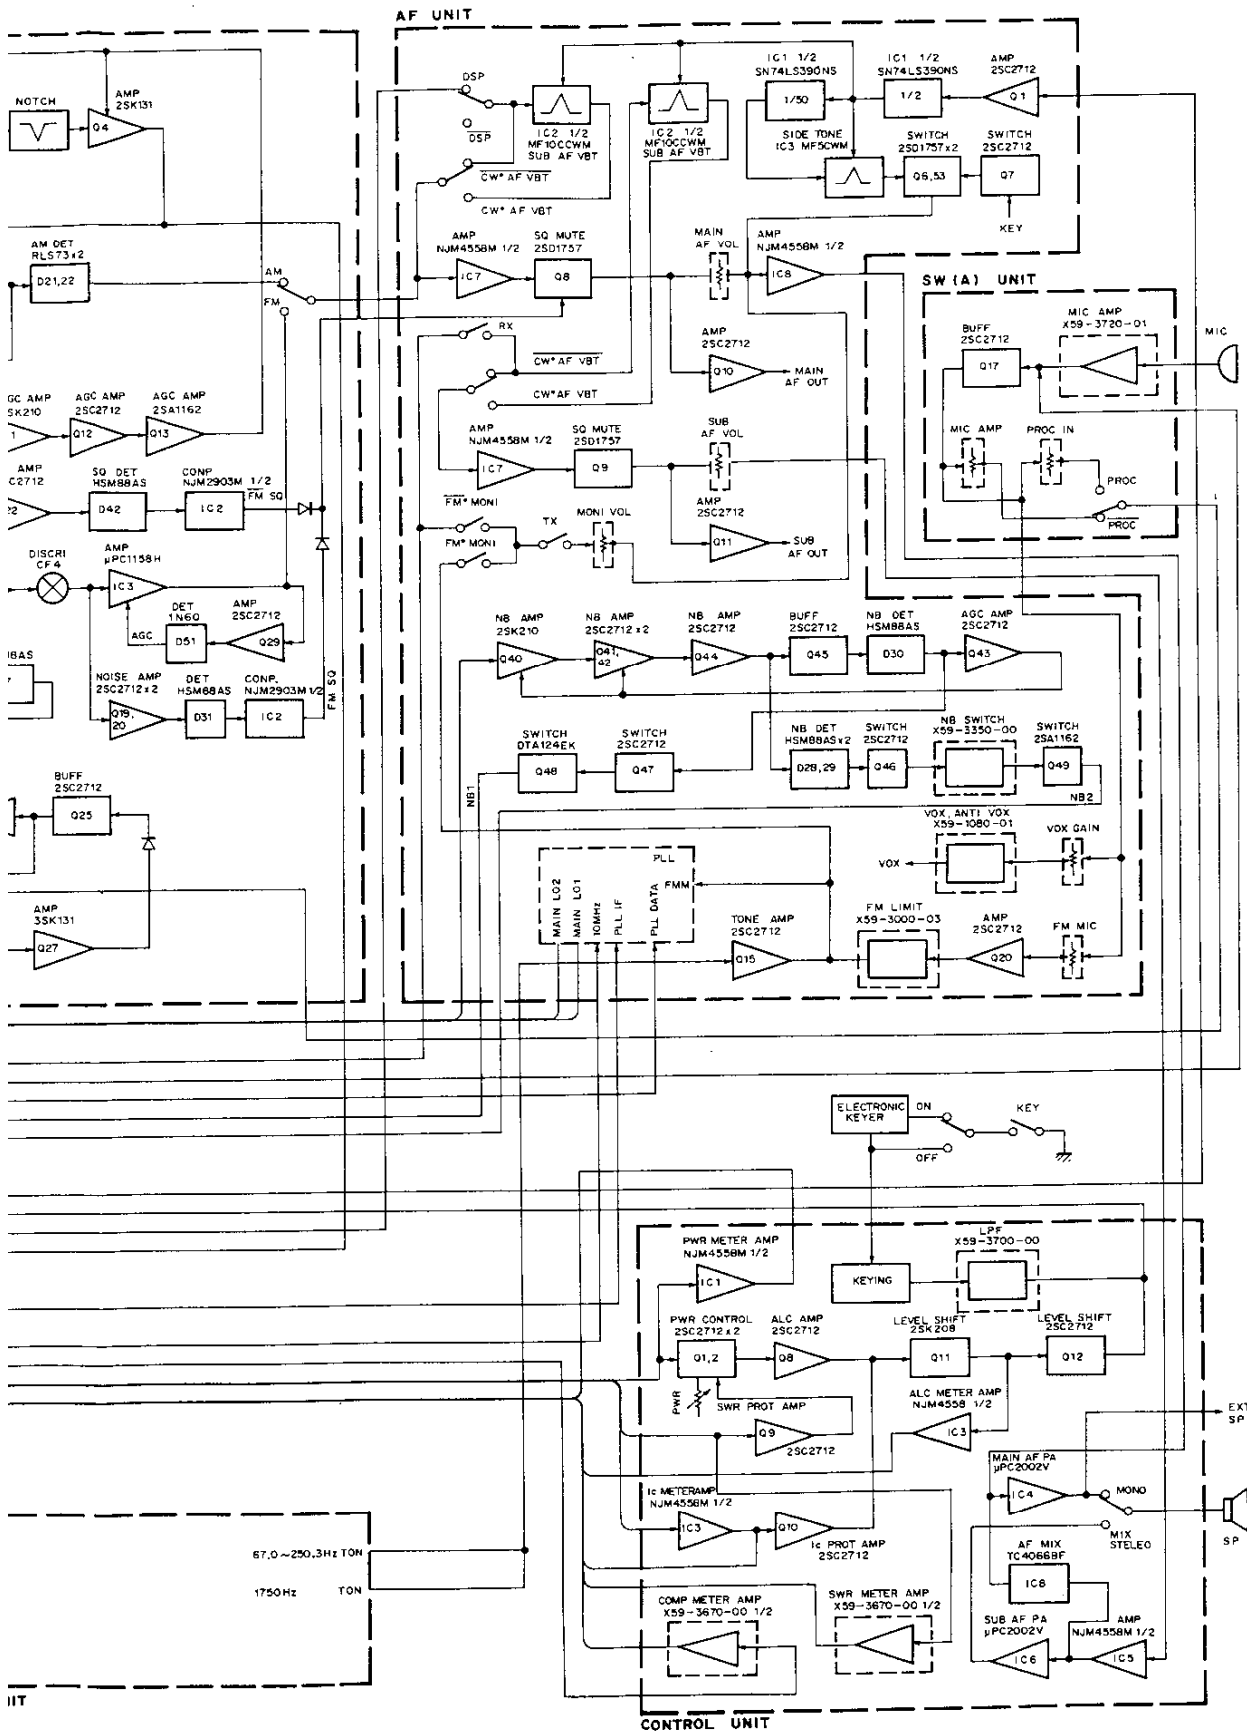 AF UNIT
NOTCH
AMP
2SK131
Q4
AM DET
RLS73x2
D21,22
AM
FM
GC AMP
SK210
1
AGC AMP
2SC2712
Q12
AGC AMP
2SA1162
Q13
AMP
C2712
22
SQ DET
HSM88AS
D42
CONP
NJM2903M 1/2
IC2
FM SQ
DISCRI
CF4
AMP
µPC1158H
IC3
AGC
DET
1N60
D51
AMP
2SC2712
Q29
FM SQ
88AS
NOISE AMP
2SC2712x2
Q19,
20
DET
HSM88AS
D31
CONP.
NJM2903M 1/2
IC2
BUFF
2SC2712
Q25
AMP
3SK131
Q27
DSP
DSP
IC2 1/2
MF10CCWM
SUB AF VBT
IC2 1/2
MF10CCWM
SUB AF VBT
CW* AF VBT
CW* AF VBT
IC1 1/2
SN74LS390NS
1/50
IC1 1/2
SN74LS390NS
1/2
AMP
2SC2712
Q1
SIDE TONE
IC3 MF5CWM
SWITCH
2SD1757x2
Q6,53
SWITCH
2SC2712
Q7
KEY
AMP
NJM4558M 1/2
IC7
SQ MUTE
2SD1757
Q8
MAIN
AF VOL
AMP
NJM4558M 1/2
IC8
RX
CW* AF VBT
CW* AF VBT
AMP
2SC2712
Q10
MAIN
AF OUT
AMP
NJM4558M 1/2
IC7
SQ MUTE
2SD1757
Q9
SUB
AF VOL
FM* MONI
FM* MONI
TX
MONI VOL
AMP
2SC2712
Q11
SUB
AF OUT
SW (A) UNIT
MIC AMP
X59-3720-01
BUFF
2SC2712
Q17
MIC
MIC AMP
PROC IN
PROC
PROC
NB AMP
2SK210
Q40
NB AMP
2SC2712x2
Q41,
42
NB AMP
2SC2712
Q44
BUFF
2SC2712
Q45
NB DET
HSM88AS
D30
AGC AMP
2SC2712
Q43
SWITCH
DTA124EK
Q48
SWITCH
2SC2712
Q47
NB DET
HSM88ASx2
D28,29
SWITCH
2SC2712
Q46
NB SWITCH
X59-3350-00
SWITCH
2SA1162
Q49
NB1
NB2
VOX, ANTI VOX
X59-1080-01
VOX
VOX GAIN
MAIN LO2
MAIN LO1
10MHz
PLL IF
PLL DATA
PLL
FMM
TONE AMP
2SC2712
Q15
FM LIMIT
X59-3000-03
AMP
2SC2712
Q20
FM MIC
ELECTRONIC
KEYER
ON
OFF
KEY
PWR METER AMP
NJM4558M 1/2
IC1
KEYING
LPF
X59-3700-00
PWR CONTROL
2SC2712x2
Q1,2
PWR
ALC AMP
2SC2712
Q8
LEVEL SHIFT
2SK208
Q11
LEVEL SHIFT
2SC2712
Q12
SWR PROT AMP
Q9
2SC2712
ALC METER AMP
NJM4558 1/2
IC3
EXT
SP
MAIN AF PA
µPC2002V
IC4
MONO
MIX
STELEO
SP
Ic METERAMP
NJM4558M 1/2
IC3
Q10
Ic PROT AMP
2SC2712
AF MIX
TC4066BF
IC8
COMP METER AMP
X59-3670-00 1/2
SWR METER AMP
X59-3670-00 1/2
SUB AF PA
µPC2002V
IC6
AMP
NJM4558M 1/2
IC5
67.0~250.3Hz TON
1750Hz TON
CONTROL UNIT